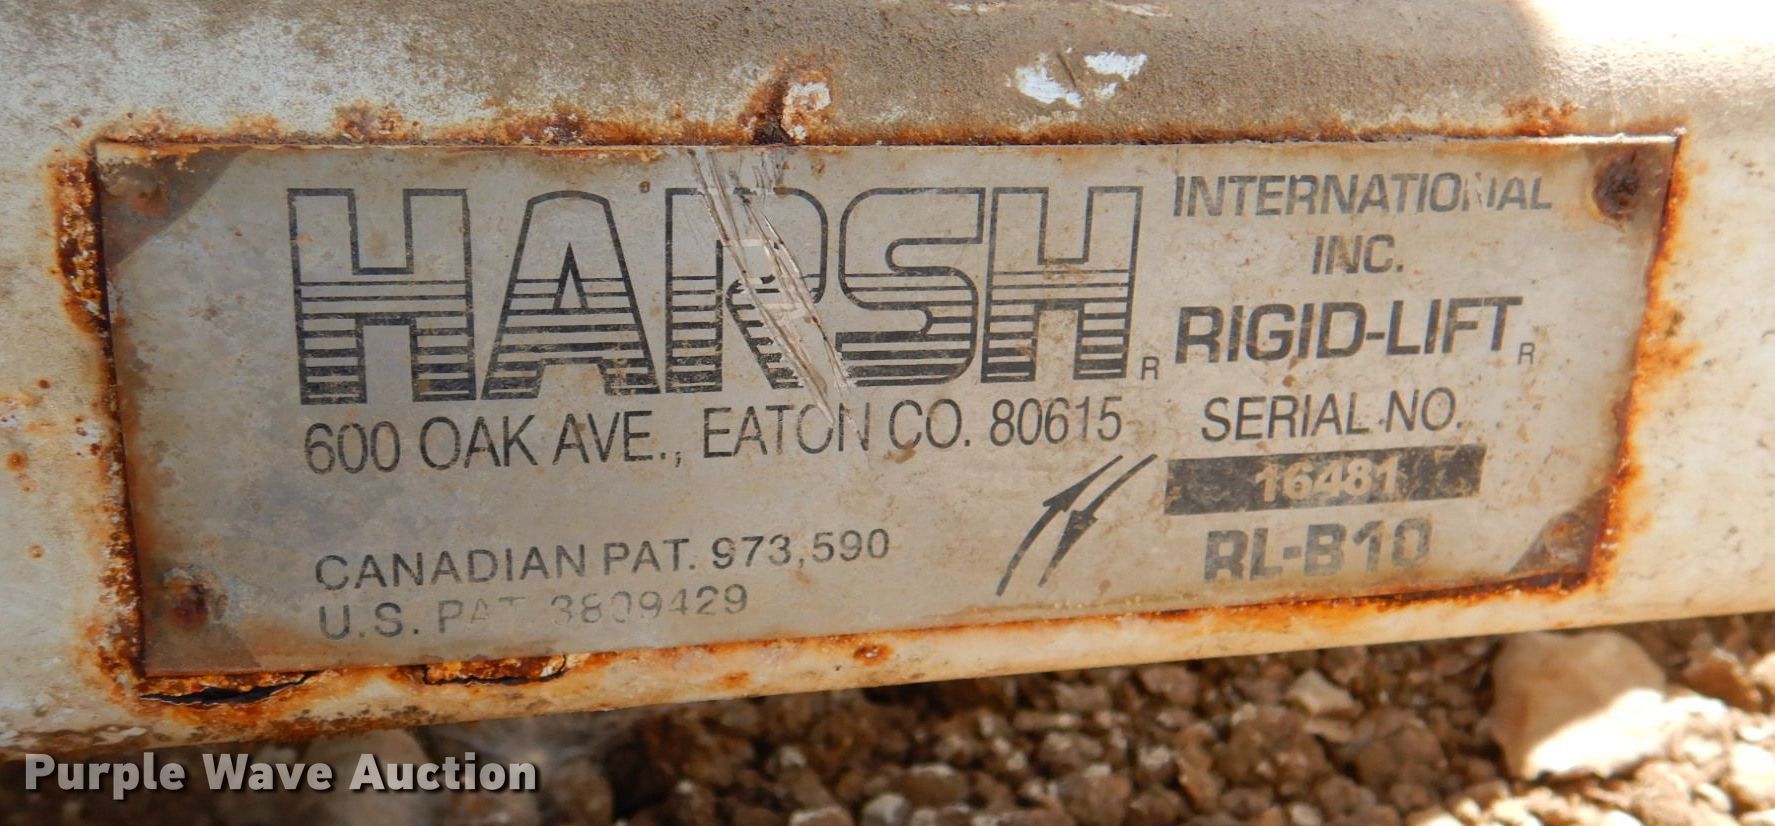 HARSH R
INTERNATIONAL
INC.
RIGID-LIFT R
600 OAK AVE., EATON CO. 80615
SERIAL NO.
16481
RL-B10
CANADIAN PAT. 973,590
U.S. PAT 3809429
Purple Wave Auction